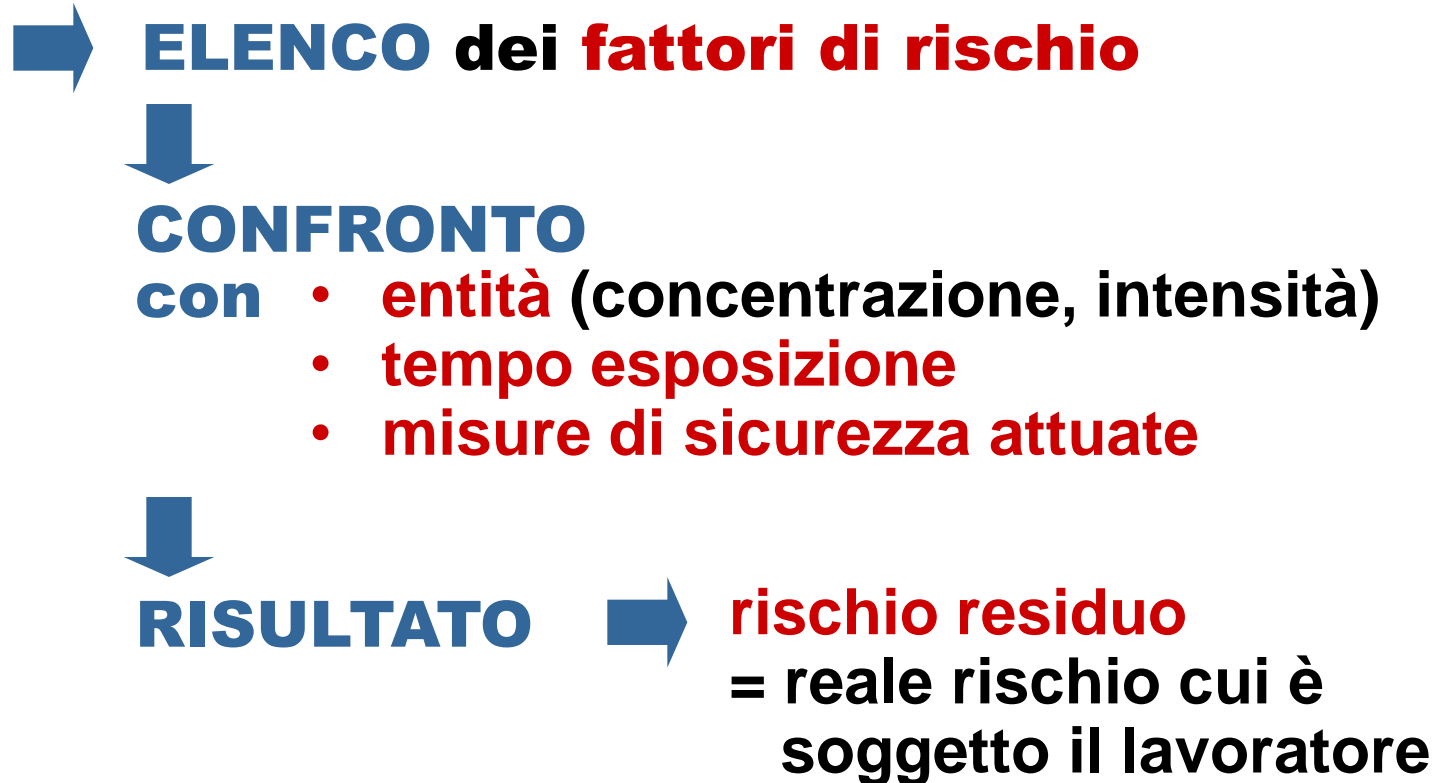 ELENCO dei fattori di rischio
CONFRONTO
con • entità (concentrazione, intensità)
• tempo esposizione
• misure di sicurezza attuate
RISULTATO rischio residuo
= reale rischio cui è
soggetto il lavoratore